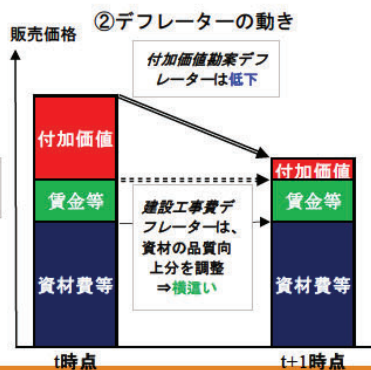 ②デフレーターの動き
販売価格
付加価値勘案デフ
レーターは低下
付加価値
賃金等
資材費等
建設工事費デ
フレーターは、
資材の品質向
上分を調整
⇒横這い
付加価値
賃金等
資材費等
t時点
t+1時点